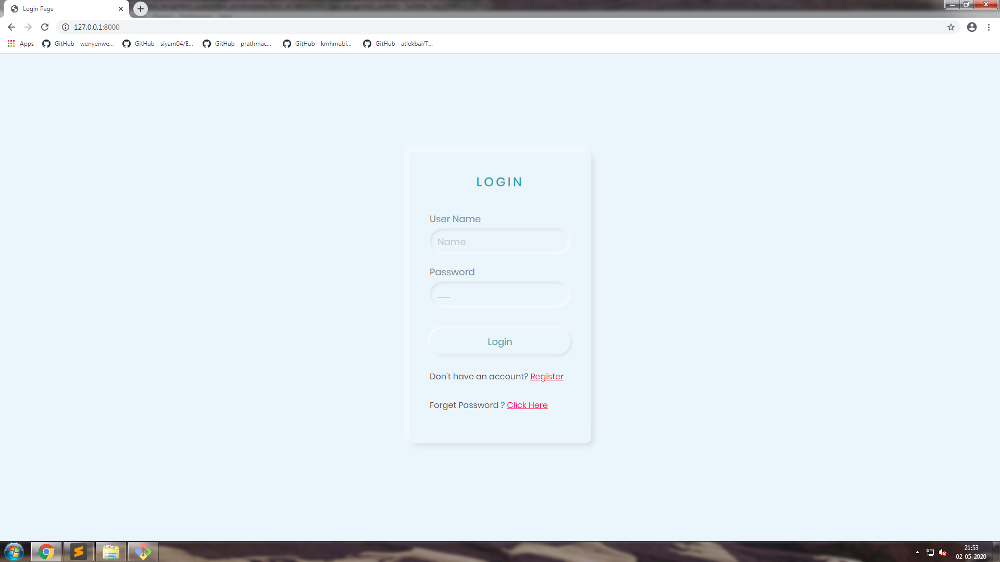 Login Page
127.0.0.1:8000
Apps
GitHub - wenyenwe...
GitHub - siyam04/E...
GitHub - prathmac...
GitHub - kmhmubi...
GitHub - atlekbai/T...
LOGIN
User Name
Name
Password
Login
Don't have an account? Register
Forget Password ? Click Here
21:53
02-05-2020